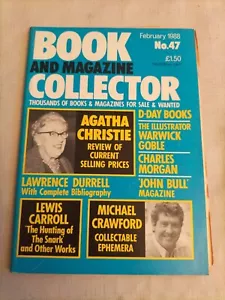 BOOK
February 1988
No.47
£1.50
AND MAGAZINE
COLLECTOR
THOUSANDS OF BOOKS & MAGAZINES FOR SALE & WANTED
AGATHA
CHRISTIE
REVIEW OF
CURRENT
SELLING PRICES
D-DAY BOOKS
THE ILLUSTRATOR
WARWICK
GOBLE
CHARLES
MORGAN
'JOHN BULL'
MAGAZINE
LAWRENCE DURRELL
With Complete Bibliography
LEWIS
CARROLL
'The Hunting of
The Snark'
and Other Works
MICHAEL
CRAWFORD
COLLECTABLE
EPHEMERA